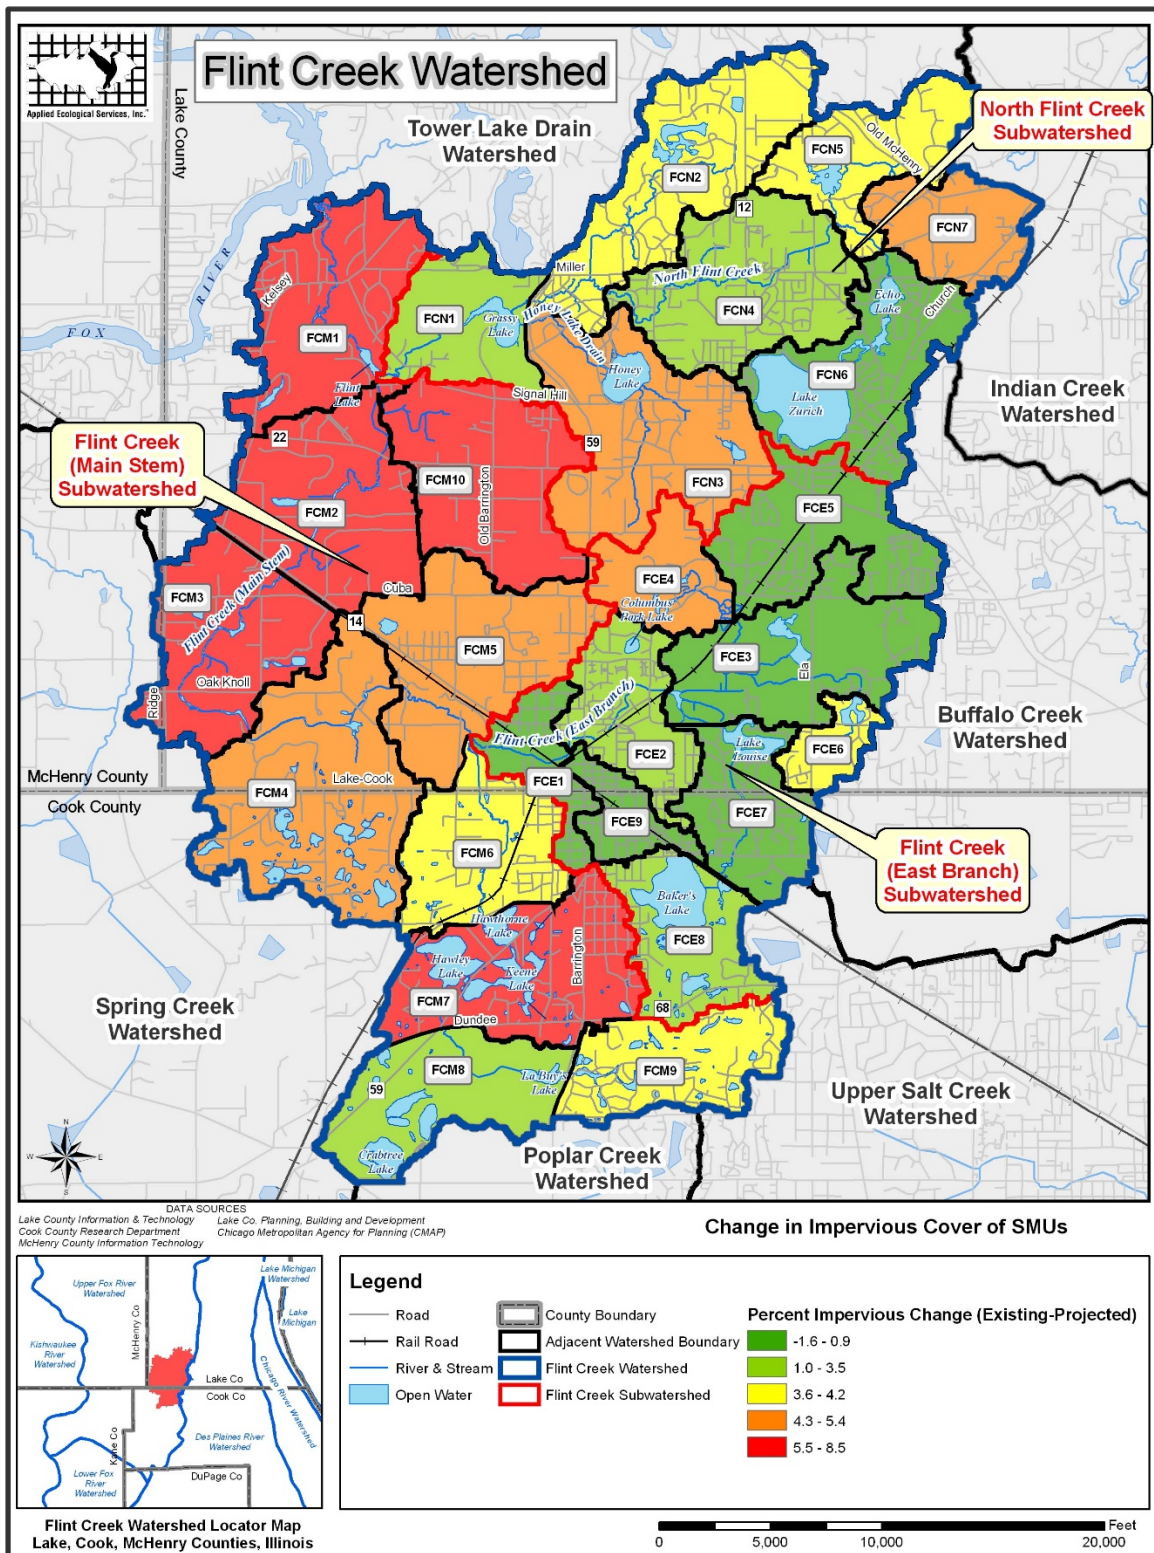 Flint Creek Watershed
Applied Ecological Services, Inc.™
Lake County
Tower Lake Drain
Watershed
North Flint Creek
Subwatershed
Old McHenry
FCN5
FCN2
12
FCN7
Miller
North Flint Creek
Kelsey
RIVER
FOX
FCN1
Grassy
Lake
Honey Lake Drain
FCN4
Echo
Lake
Church
FCM1
Honey
Lake
FCN6
Lake
Zurich
Indian Creek
Watershed
Flint
Lake
Signal Hill
22
59
Flint Creek
(Main Stem)
Subwatershed
FCM10
Old Barrington
FCN3
FCM2
FCE5
Flint Creek (Main Stem)
FCM3
Cuba
FCE4
Columbus
Park Lake
14
FCM5
FCE3
Ela
Oak Knoll
Ridge
Flint Creek (East Branch)
Buffalo Creek
Watershed
Lake
Louise
FCE6
FCE2
McHenry County
Cook County
Lake-Cook
FCM4
FCE1
FCE9
FCE7
Flint Creek
(East Branch)
Subwatershed
FCM6
Baker's
Lake
Hawthorne
Lake
FCE8
Hawley
Lake
Keene
Lake
Barrington
Spring Creek
Watershed
FCM7
Dundee
68
FCM8
La Buy's
Lake
FCM9
59
Upper Salt Creek
Watershed
Crabtree
Lake
Poplar Creek
Watershed
N
W
E
S
DATA SOURCES
Lake County Information & Technology
Lake Co. Planning, Building and Development
Cook County Research Department
Chicago Metropolitan Agency for Planning (CMAP)
McHenry County Information Technology
Change in Impervious Cover of SMUs
Upper Fox River
Watershed
Lake Michigan
Watershed
Lake
Michigan
McHenry Co
Kishwaukee
River
Watershed
Chicago River Watershed
Lake Co
Cook Co
Kane Co
Des Plaines River
Watershed
Lower Fox
River
Watershed
DuPage Co
Flint Creek Watershed Locator Map
Lake, Cook, McHenry Counties, Illinois
Legend
Road
Rail Road
River & Stream
Open Water
County Boundary
Adjacent Watershed Boundary
Flint Creek Watershed
Flint Creek Subwatershed
Percent Impervious Change (Existing-Projected)
-1.6 - 0.9
1.0 - 3.5
3.6 - 4.2
4.3 - 5.4
5.5 - 8.5
Feet
0
5,000
10,000
20,000